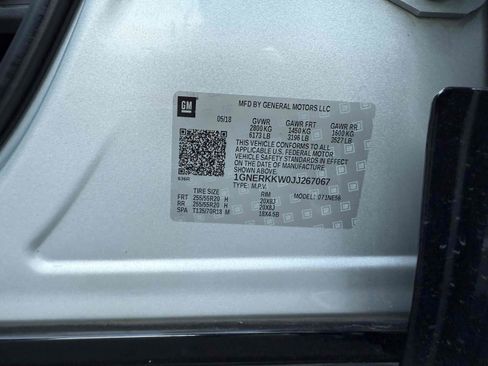 GM
MFD BY GENERAL MOTORS LLC
05/18
GVWR GAWR FRT GAWR RR
2800 KG 1450 KG 1600 KG
6173 LB 3196 LB 3527 LB
THIS VEHICLE CONFORMS TO ALL
APPLICABLE U.S. FEDERAL MOTOR
VEHICLE SAFETY STANDARDS IN EFFECT
ON THE DATE OF MANUFACTURE
SHOWN ABOVE.
1GNERKKW0JJ267067
TYPE: M.P.V. MODEL:
TIRE SIZE RIM
FRT 255/55R20 H 20X8J
RR 255/55R20 H 20X8J
SPA T135/70R18 M 18X4.5B